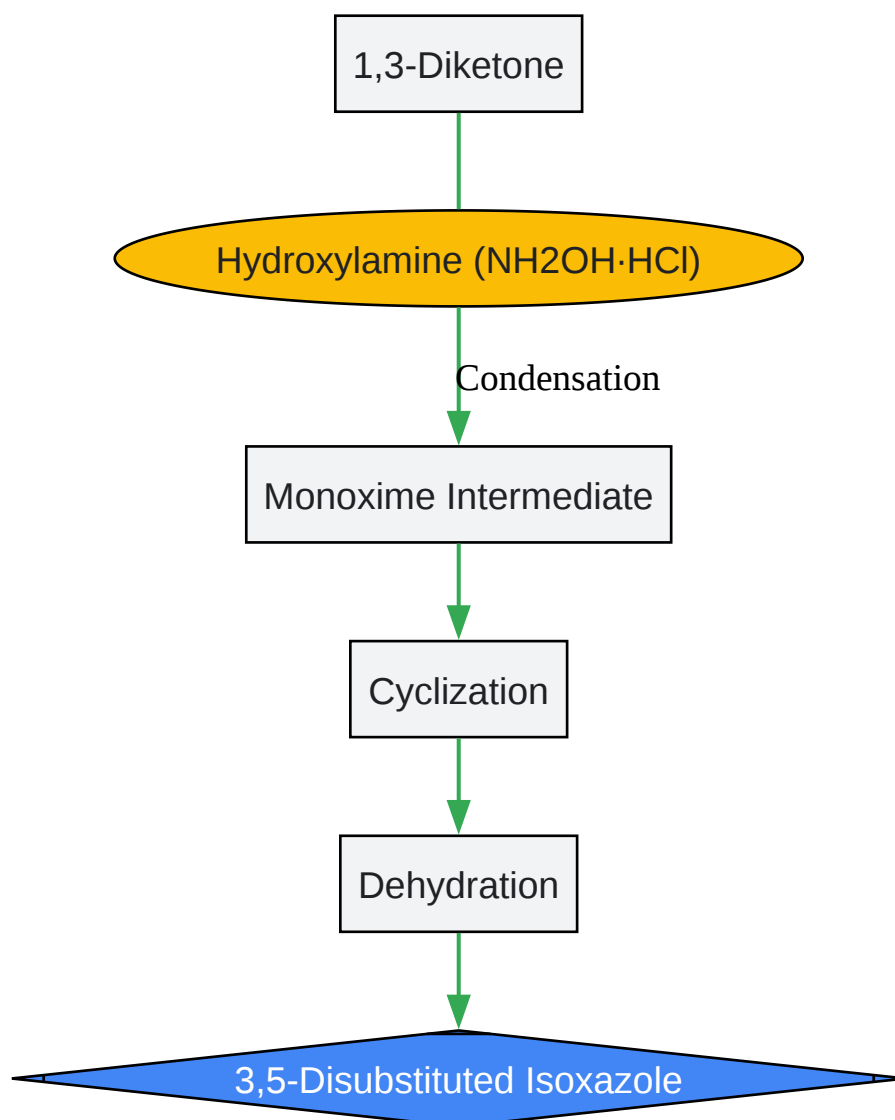 1,3-Diketone
Hydroxylamine (NH2OH·HCl)
Condensation
Monoxime Intermediate
Cyclization
Dehydration
3,5-Disubstituted Isoxazole